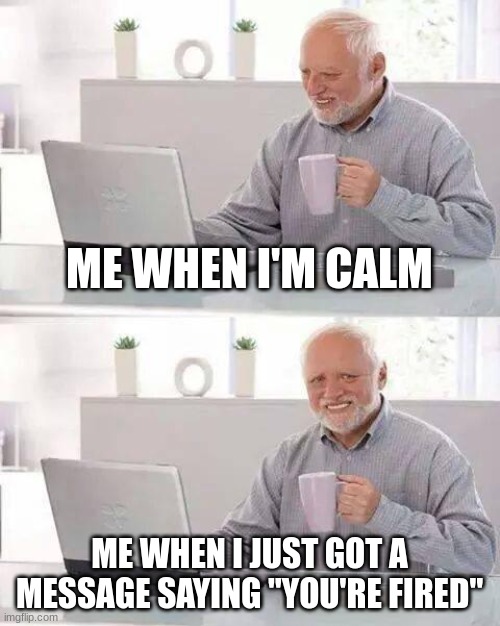 ME WHEN I'M CALM
ME WHEN I JUST GOT A
MESSAGE SAYING "YOU'RE FIRED"
imgflip.com